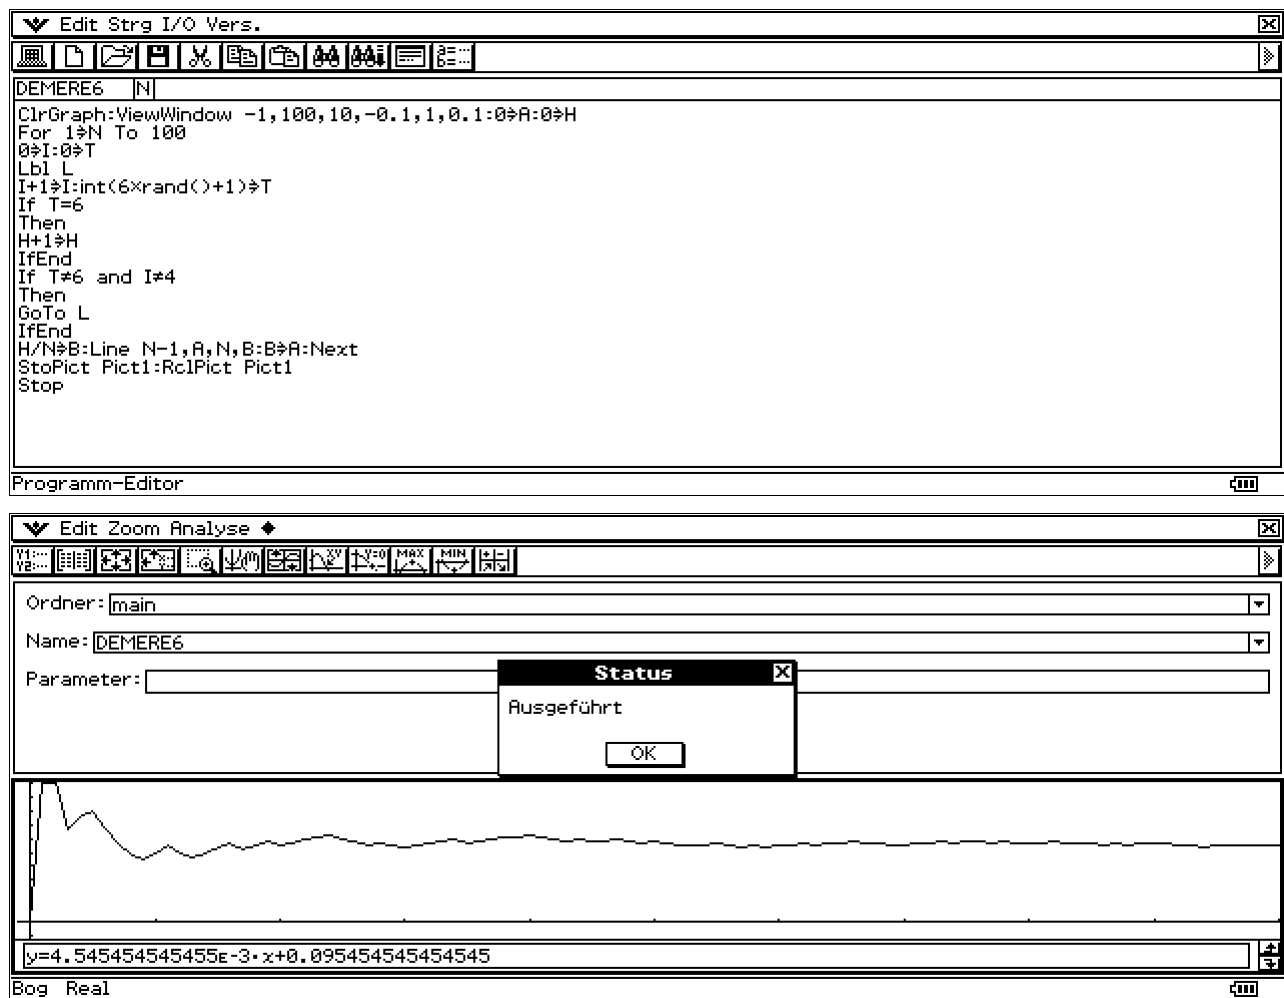 Edit Strg I/O Vers.
DEMERE6 N
ClrGraph:ViewWindow -1,100,10,-0.1,1,0.1:0⇒A:0⇒H
For 1⇒N To 100
0⇒I:0⇒T
Lbl L
I+1⇒I:int(6×rand()+1)⇒T
If T=6
Then
H+1⇒H
IfEnd
If T≠6 and I≠4
Then
GoTo L
IfEnd
H/N⇒B:Line N-1,A,N,B:B⇒A:Next
StoPict Pict1:RclPict Pict1
Stop
Programm-Editor
Edit Zoom Analyse ♦
Ordner: main
Name: DEMERE6
Parameter:
Status
Ausgeführt
OK
y=4.545454545455ᴇ-3·x+0.095454545454545
Bog Real